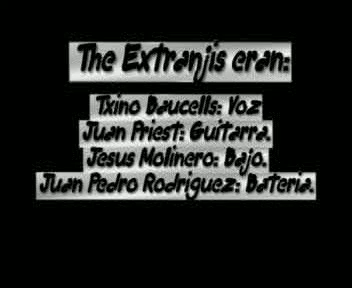 The Extranjis eran:
Txino Baucells: Voz
Juan Priest: Guitarra.
Jesus Molinero: Bajo.
Juan Pedro Rodriguez: Bateria.